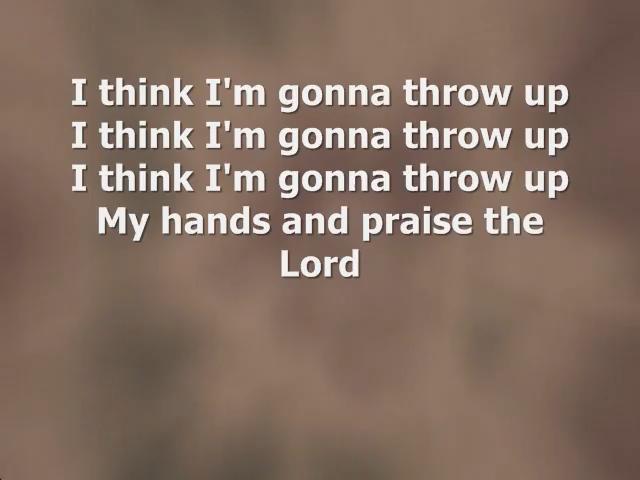 I think I'm gonna throw up
I think I'm gonna throw up
I think I'm gonna throw up
My hands and praise the
Lord